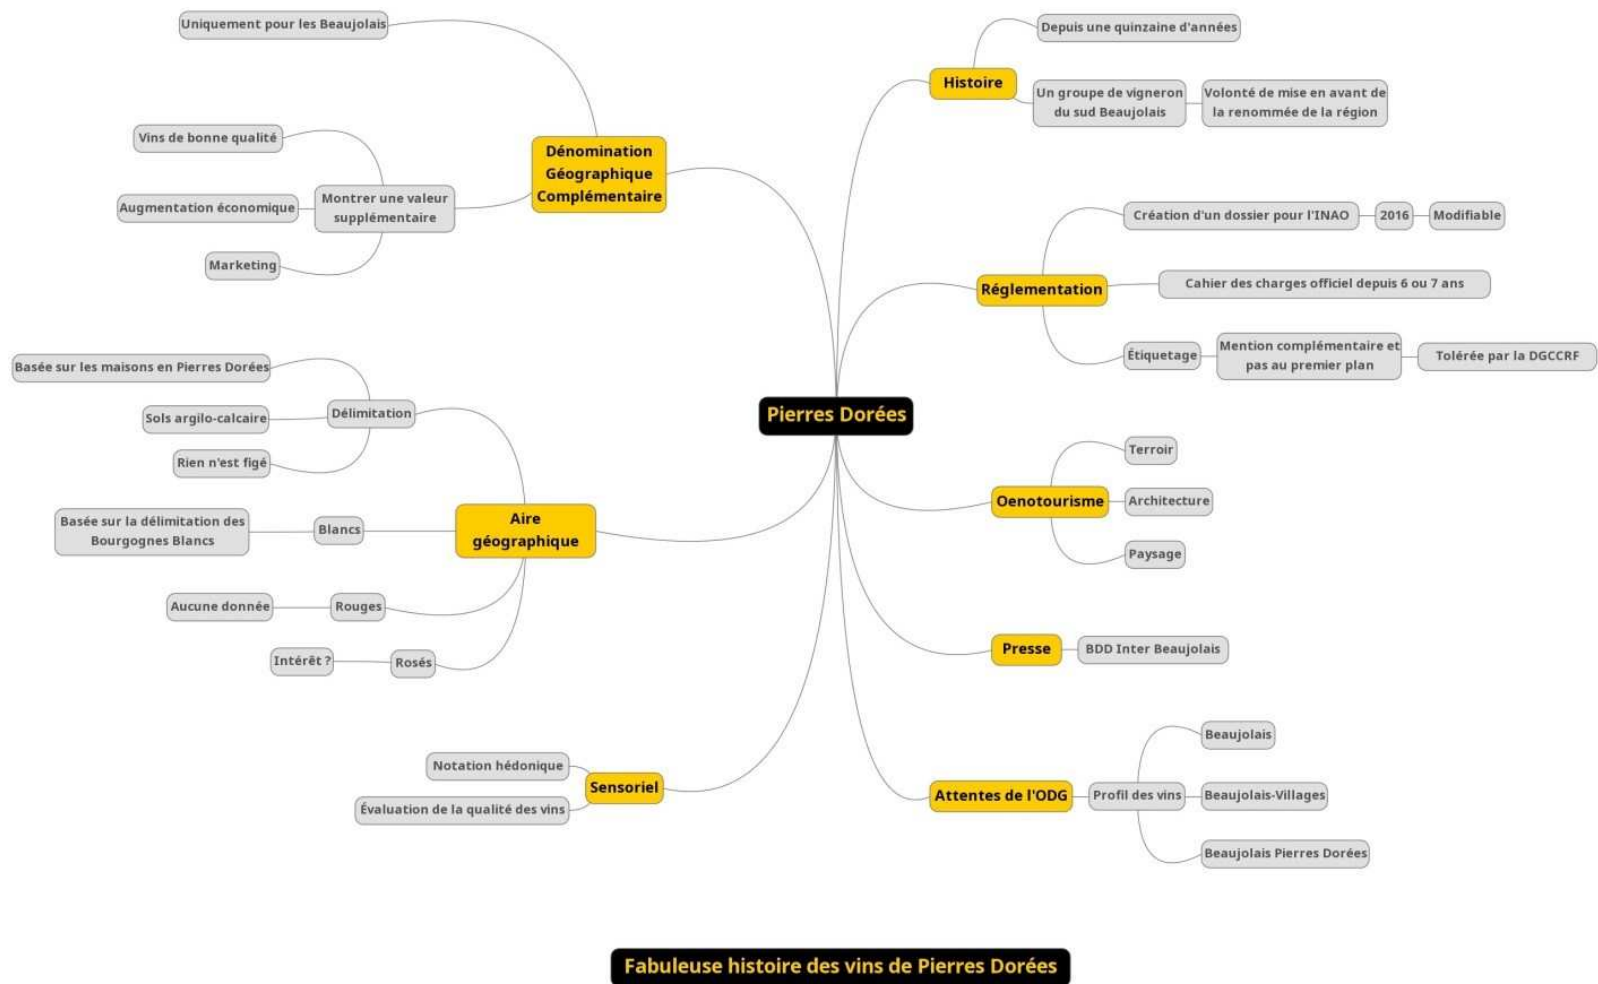 Uniquement pour les Beaujolais
Vins de bonne qualité
Augmentation économique
Marketing
Montrer une valeur
supplémentaire
Dénomination
Géographique
Complémentaire
Basée sur les maisons en Pierres Dorées
Sols argilo-calcaire
Rien n'est figé
Délimitation
Basée sur la délimitation des
Bourgognes Blancs
Blancs
Aucune donnée
Rouges
Intérêt ?
Rosés
Aire
géographique
Notation hédonique
Évaluation de la qualité des vins
Sensoriel
Pierres Dorées
Histoire
Depuis une quinzaine d'années
Un groupe de vigneron
du sud Beaujolais
Volonté de mise en avant de
la renommée de la région
Réglementation
Création d'un dossier pour l'INAO
2016
Modifiable
Cahier des charges officiel depuis 6 ou 7 ans
Étiquetage
Mention complémentaire et
pas au premier plan
Tolérée par la DGCCRF
Oenotourisme
Terroir
Architecture
Paysage
Presse
BDD Inter Beaujolais
Attentes de l'ODG
Profil des vins
Beaujolais
Beaujolais-Villages
Beaujolais Pierres Dorées
Fabuleuse histoire des vins de Pierres Dorées